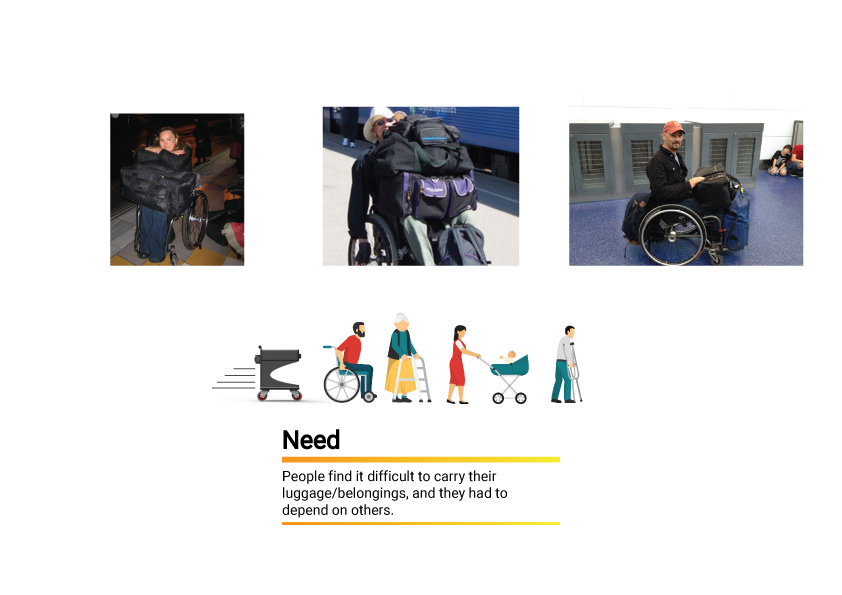 Need
People find it difficult to carry their
luggage/belongings, and they had to
depend on others.